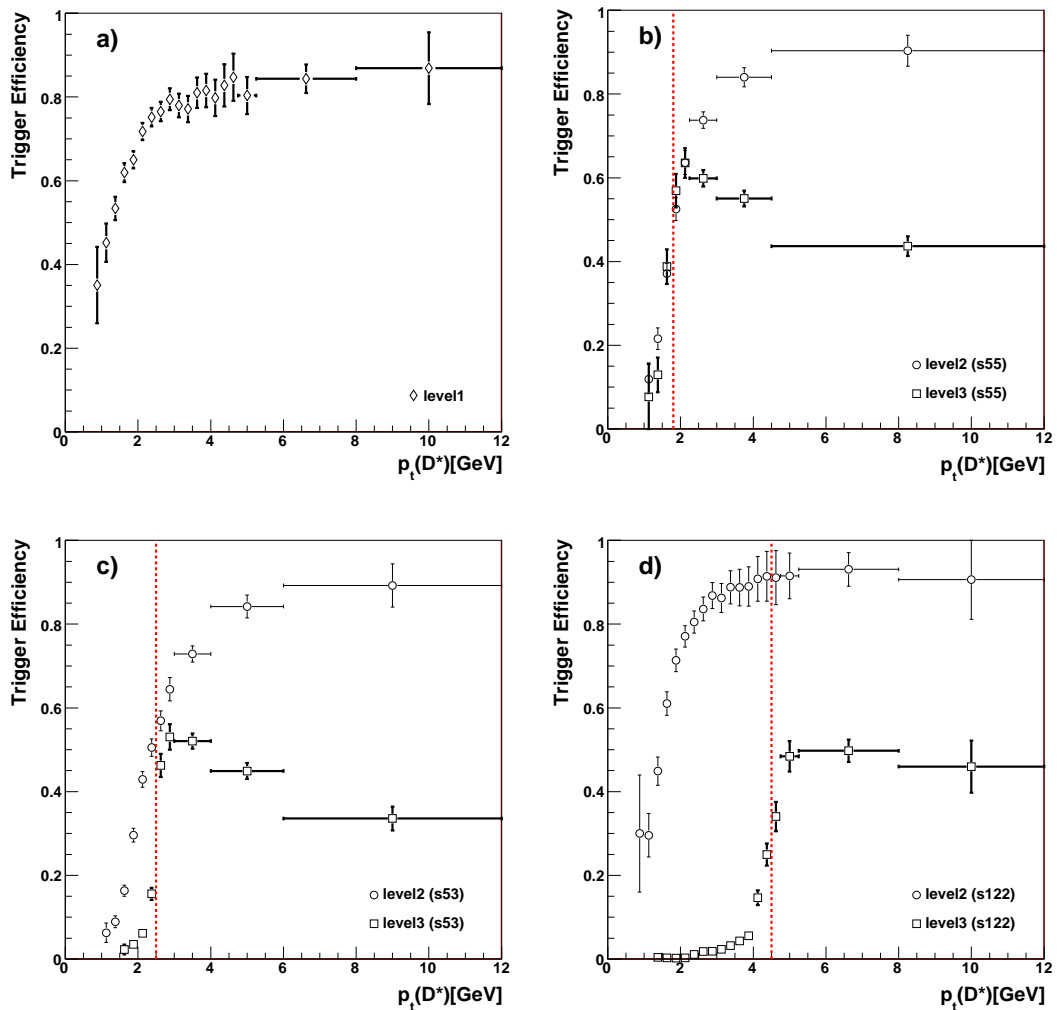 a)
Trigger Efficiency
1
0.8
0.6
0.4
0.2
0
level1
0 2 4 6 8 10 12
p_t(D*)[GeV]
b)
Trigger Efficiency
1
0.8
0.6
0.4
0.2
0
level2 (s55)
level3 (s55)
0 2 4 6 8 10 12
p_t(D*)[GeV]
c)
Trigger Efficiency
1
0.8
0.6
0.4
0.2
0
level2 (s53)
level3 (s53)
0 2 4 6 8 10 12
p_t(D*)[GeV]
d)
Trigger Efficiency
1
0.8
0.6
0.4
0.2
0
level2 (s122)
level3 (s122)
0 2 4 6 8 10 12
p_t(D*)[GeV]